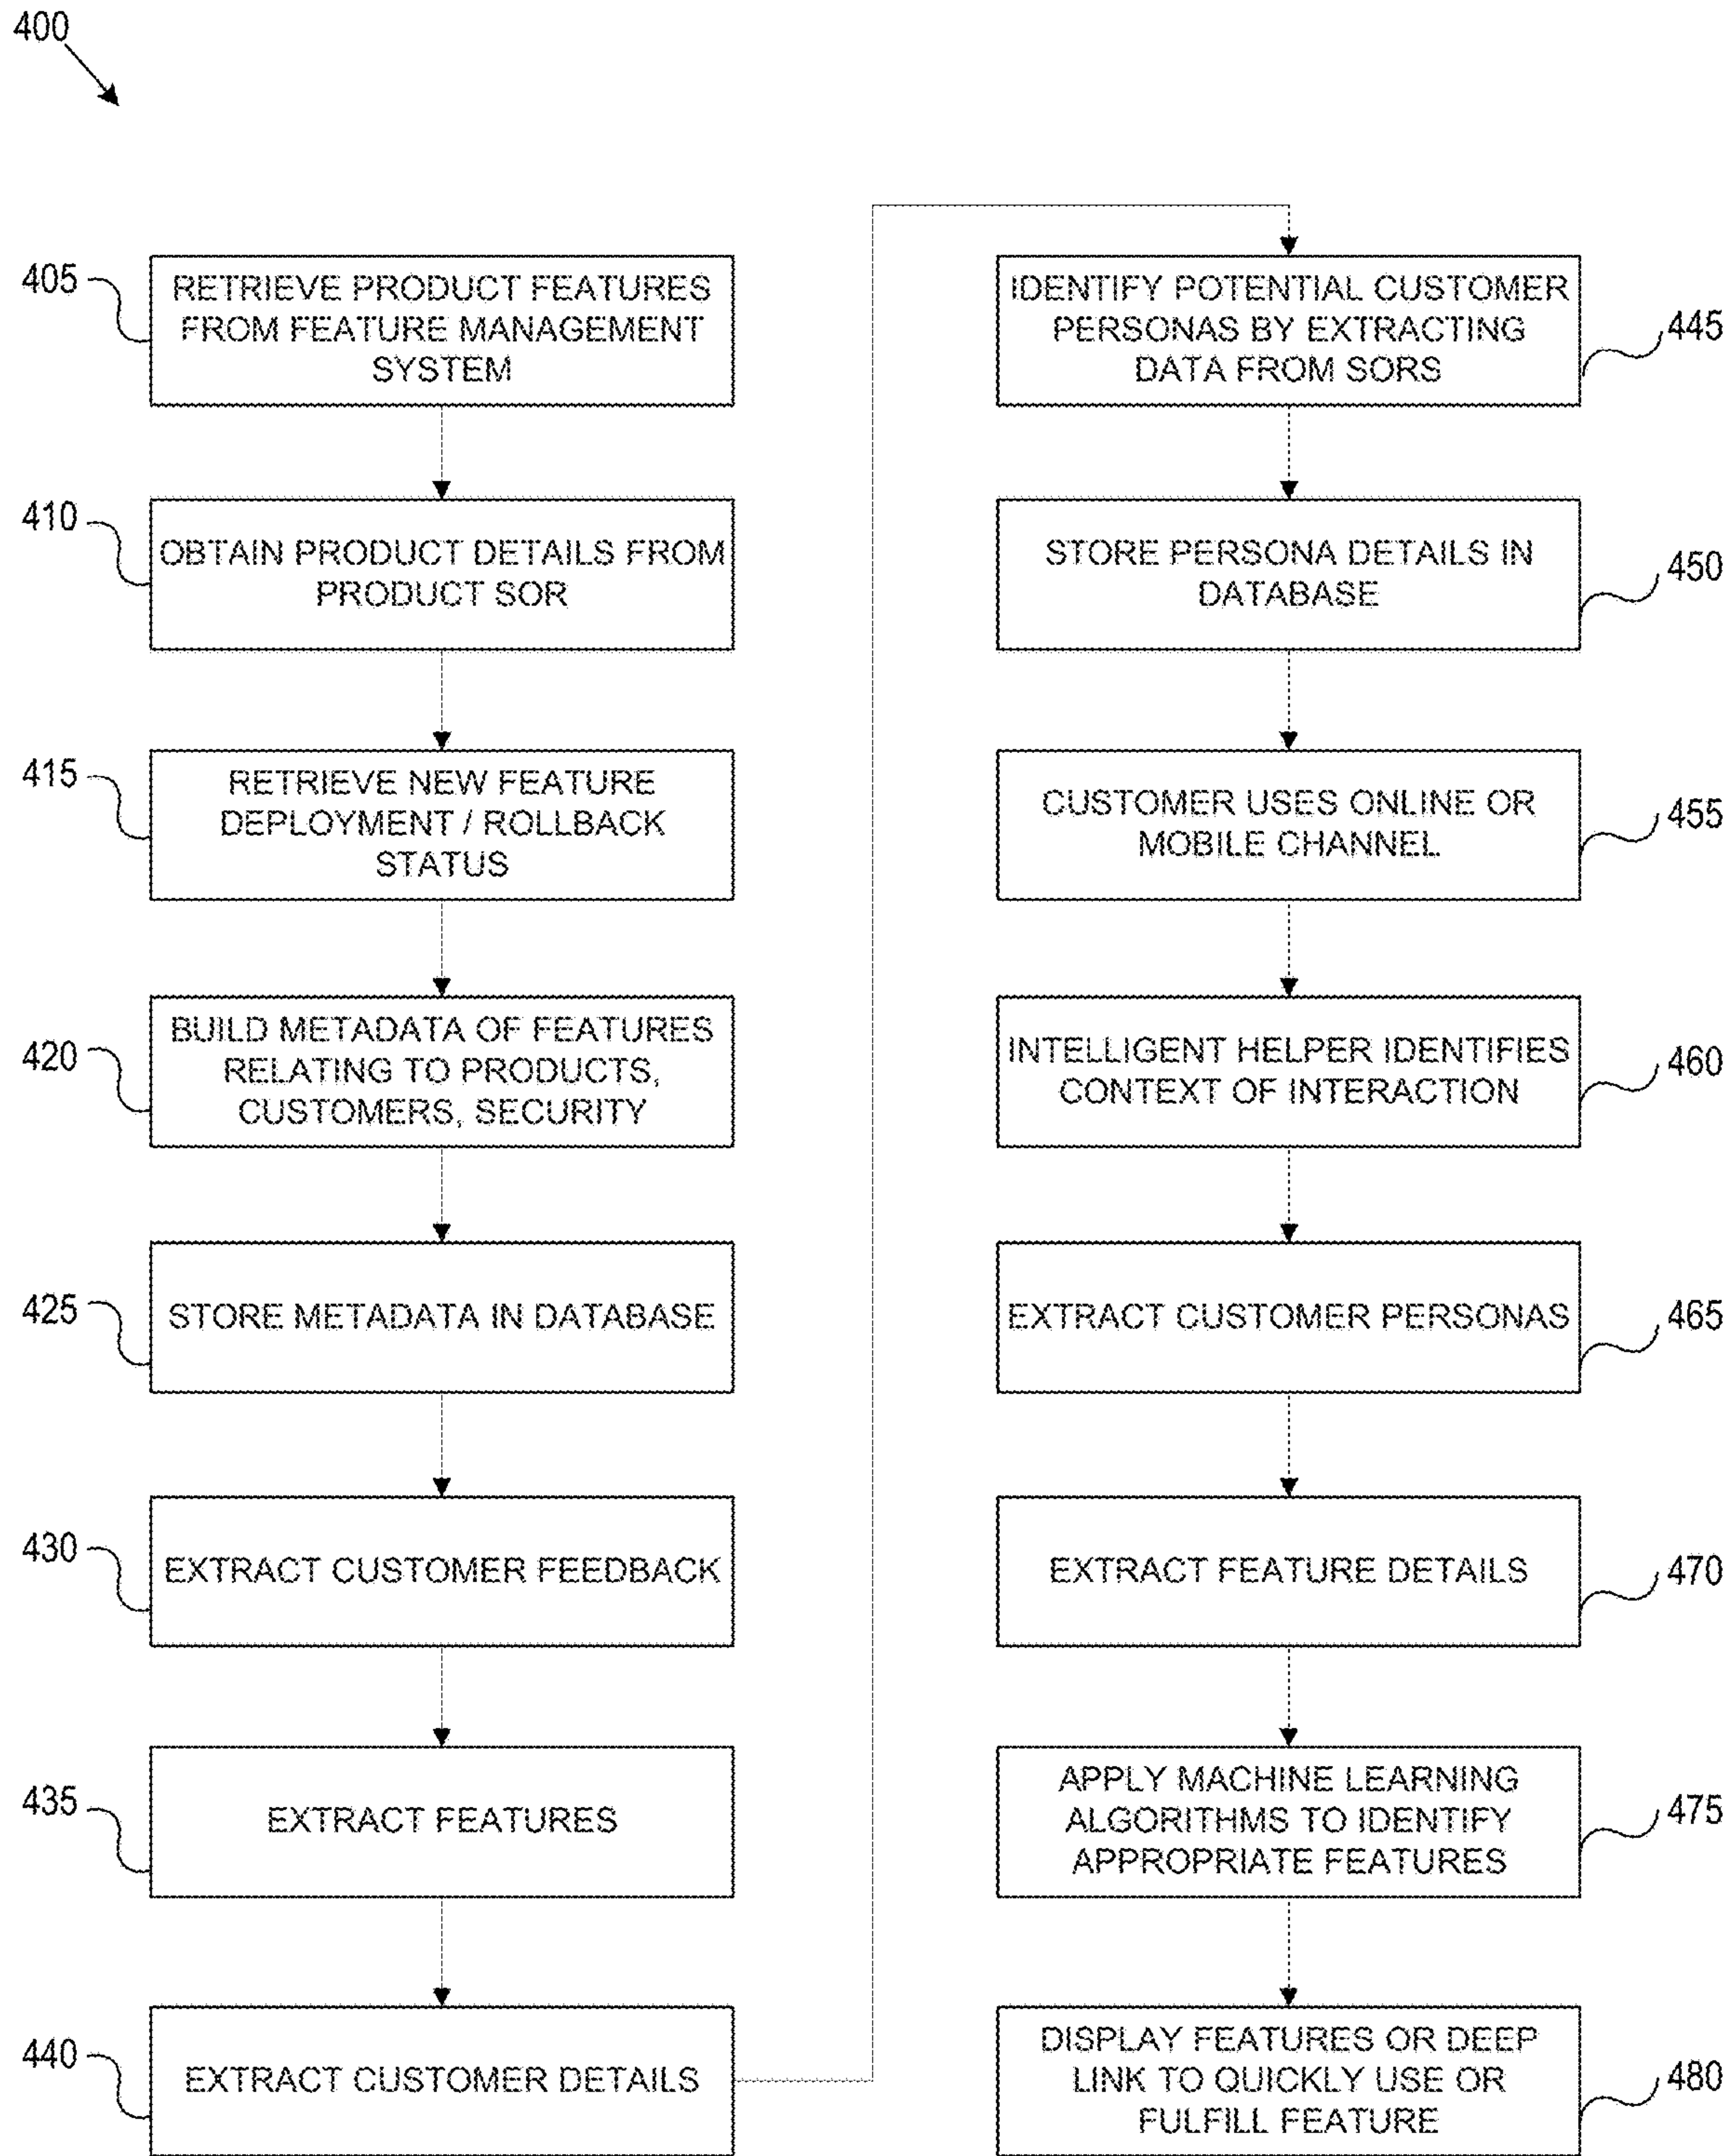 400
405
RETRIEVE PRODUCT FEATURES
FROM FEATURE MANAGEMENT
SYSTEM
410
OBTAIN PRODUCT DETAILS FROM
PRODUCT SOR
415
RETRIEVE NEW FEATURE
DEPLOYMENT / ROLLBACK
STATUS
420
BUILD METADATA OF FEATURES
RELATING TO PRODUCTS,
CUSTOMERS, SECURITY
425
STORE METADATA IN DATABASE
430
EXTRACT CUSTOMER FEEDBACK
435
EXTRACT FEATURES
440
EXTRACT CUSTOMER DETAILS
IDENTIFY POTENTIAL CUSTOMER
PERSONAS BY EXTRACTING
DATA FROM SORS
445
STORE PERSONA DETAILS IN
DATABASE
450
CUSTOMER USES ONLINE OR
MOBILE CHANNEL
455
INTELLIGENT HELPER IDENTIFIES
CONTEXT OF INTERACTION
460
EXTRACT CUSTOMER PERSONAS
465
EXTRACT FEATURE DETAILS
470
APPLY MACHINE LEARNING
ALGORITHMS TO IDENTIFY
APPROPRIATE FEATURES
475
DISPLAY FEATURES OR DEEP
LINK TO QUICKLY USE OR
FULFILL FEATURE
480